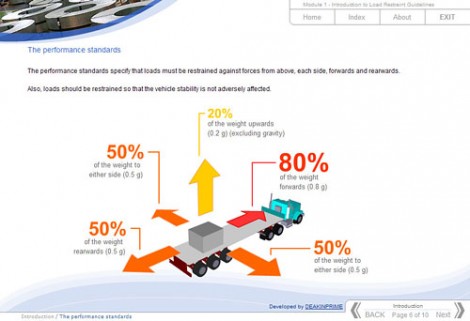 Module 1 - Introduction to Load Restraint Guidelines
Home Index About EXIT
The performance standards
The performance standards specify that loads must be restrained against forces from above, each side, forwards and rearwards.
Also, loads should be restrained so that the vehicle stability is not adversely affected.
20%
of the weight upwards
(0.2 g) (excluding gravity)
50%
of the weight to
either side (0.5 g)
80%
of the weight
forwards (0.8 g)
50%
of the weight
rearwards (0.5 g)
50%
of the weight to
either side (0.5 g)
Developed by DEAKINPRIME
Introduction
BACK Page 6 of 10 Next
Introduction / The performance standards